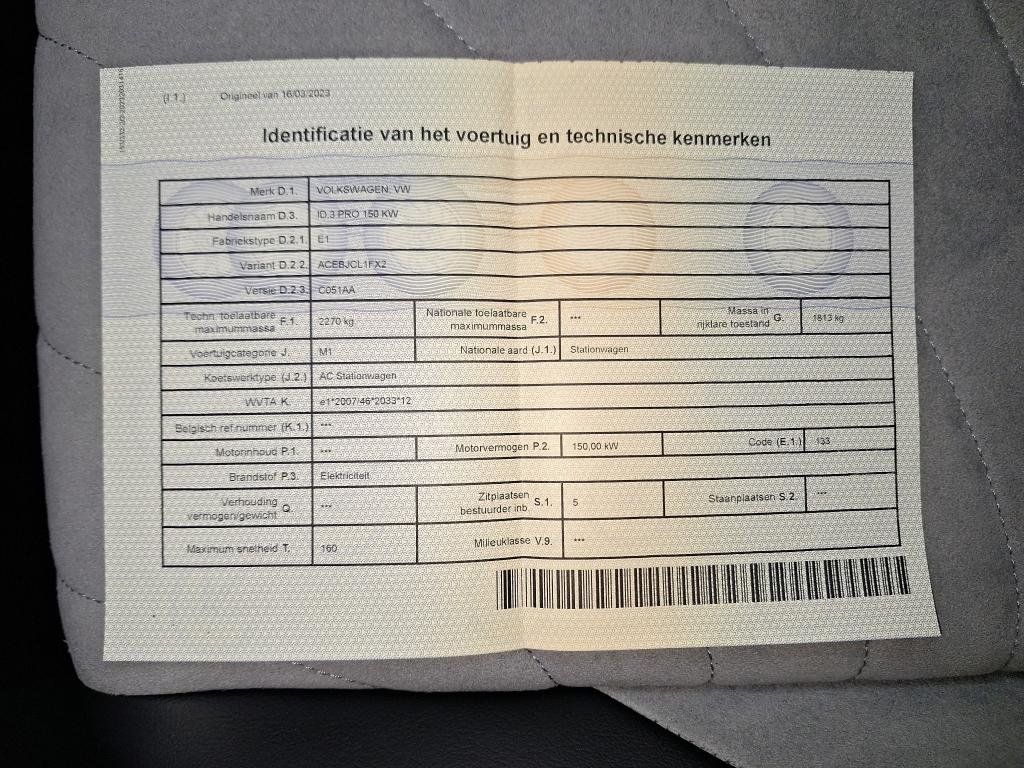 (I.1.) Origineel van 16/03/2023
Identificatie van het voertuig en technische kenmerken
Merk D.1. VOLKSWAGEN, VW
Handelsnaam D.3. ID.3 PRO 150 KW
Fabriekstype D.2.1. E1
Variant D.2.2. ACEBJCL1FX2
Versie D.2.3. C051AA
Techn. toelaatbare maximummassa F.1. 2270 kg Nationale toelaatbare maximummassa F.2. *** Massa in rijklare toestand G. 1813 kg
Voertuigcategorie J. M1 Nationale aard (J.1.) Stationwagen
Koetswerktype (J.2.) AC Stationwagen
WVTA K. e1*2007/46*2033*12
Belgisch ref.nummer (K.1.) ***
Motorinhoud P.1. *** Motorvermogen P.2. 150,00 kW Code (E.1.) 133
Brandstof P.3. Elektriciteit
Verhouding vermogen/gewicht Q. *** Zitplaatsen bestuurder inb. S.1. 5 Staanplaatsen S.2. ***
Maximum snelheid T. 160 Milieuklasse V.9. ***